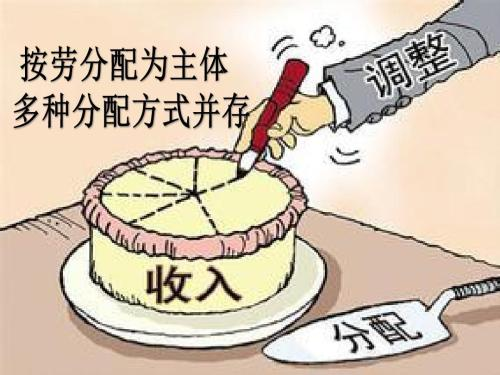 按劳分配为主体
多种分配方式并存
调整
收入
分配